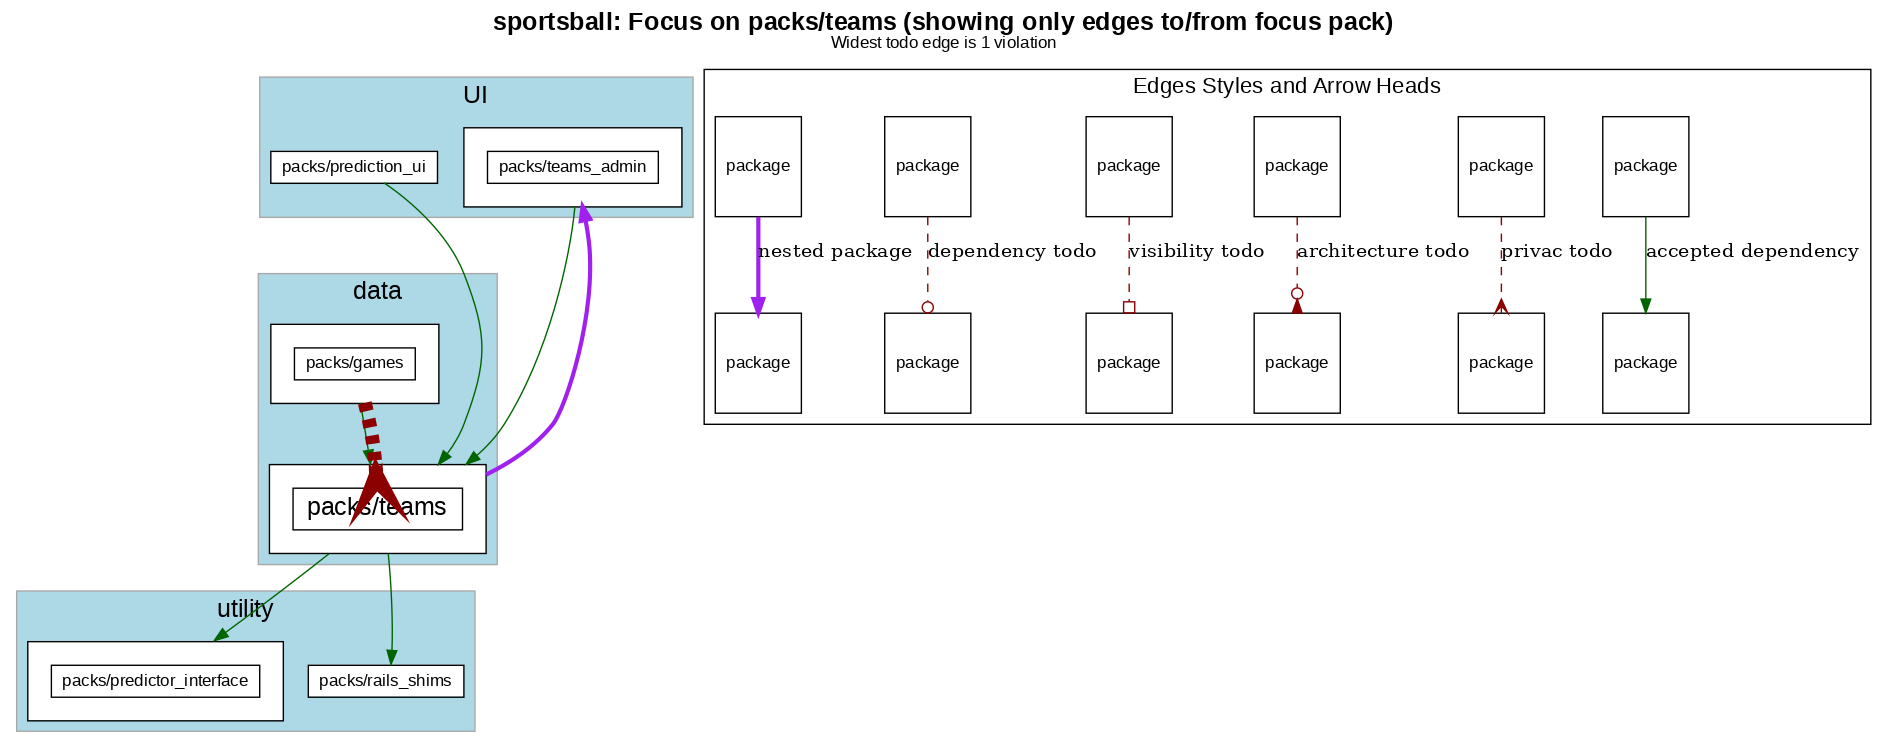 sportsball: Focus on packs/teams (showing only edges to/from focus pack)
Widest todo edge is 1 violation
UI
packs/prediction_ui
packs/teams_admin
data
packs/games
packs/teams
utility
packs/predictor_interface
packs/rails_shims
Edges Styles and Arrow Heads
package
package
package
package
package
package
nested package
dependency todo
visibility todo
architecture todo
privac todo
accepted dependency
package
package
package
package
package
package